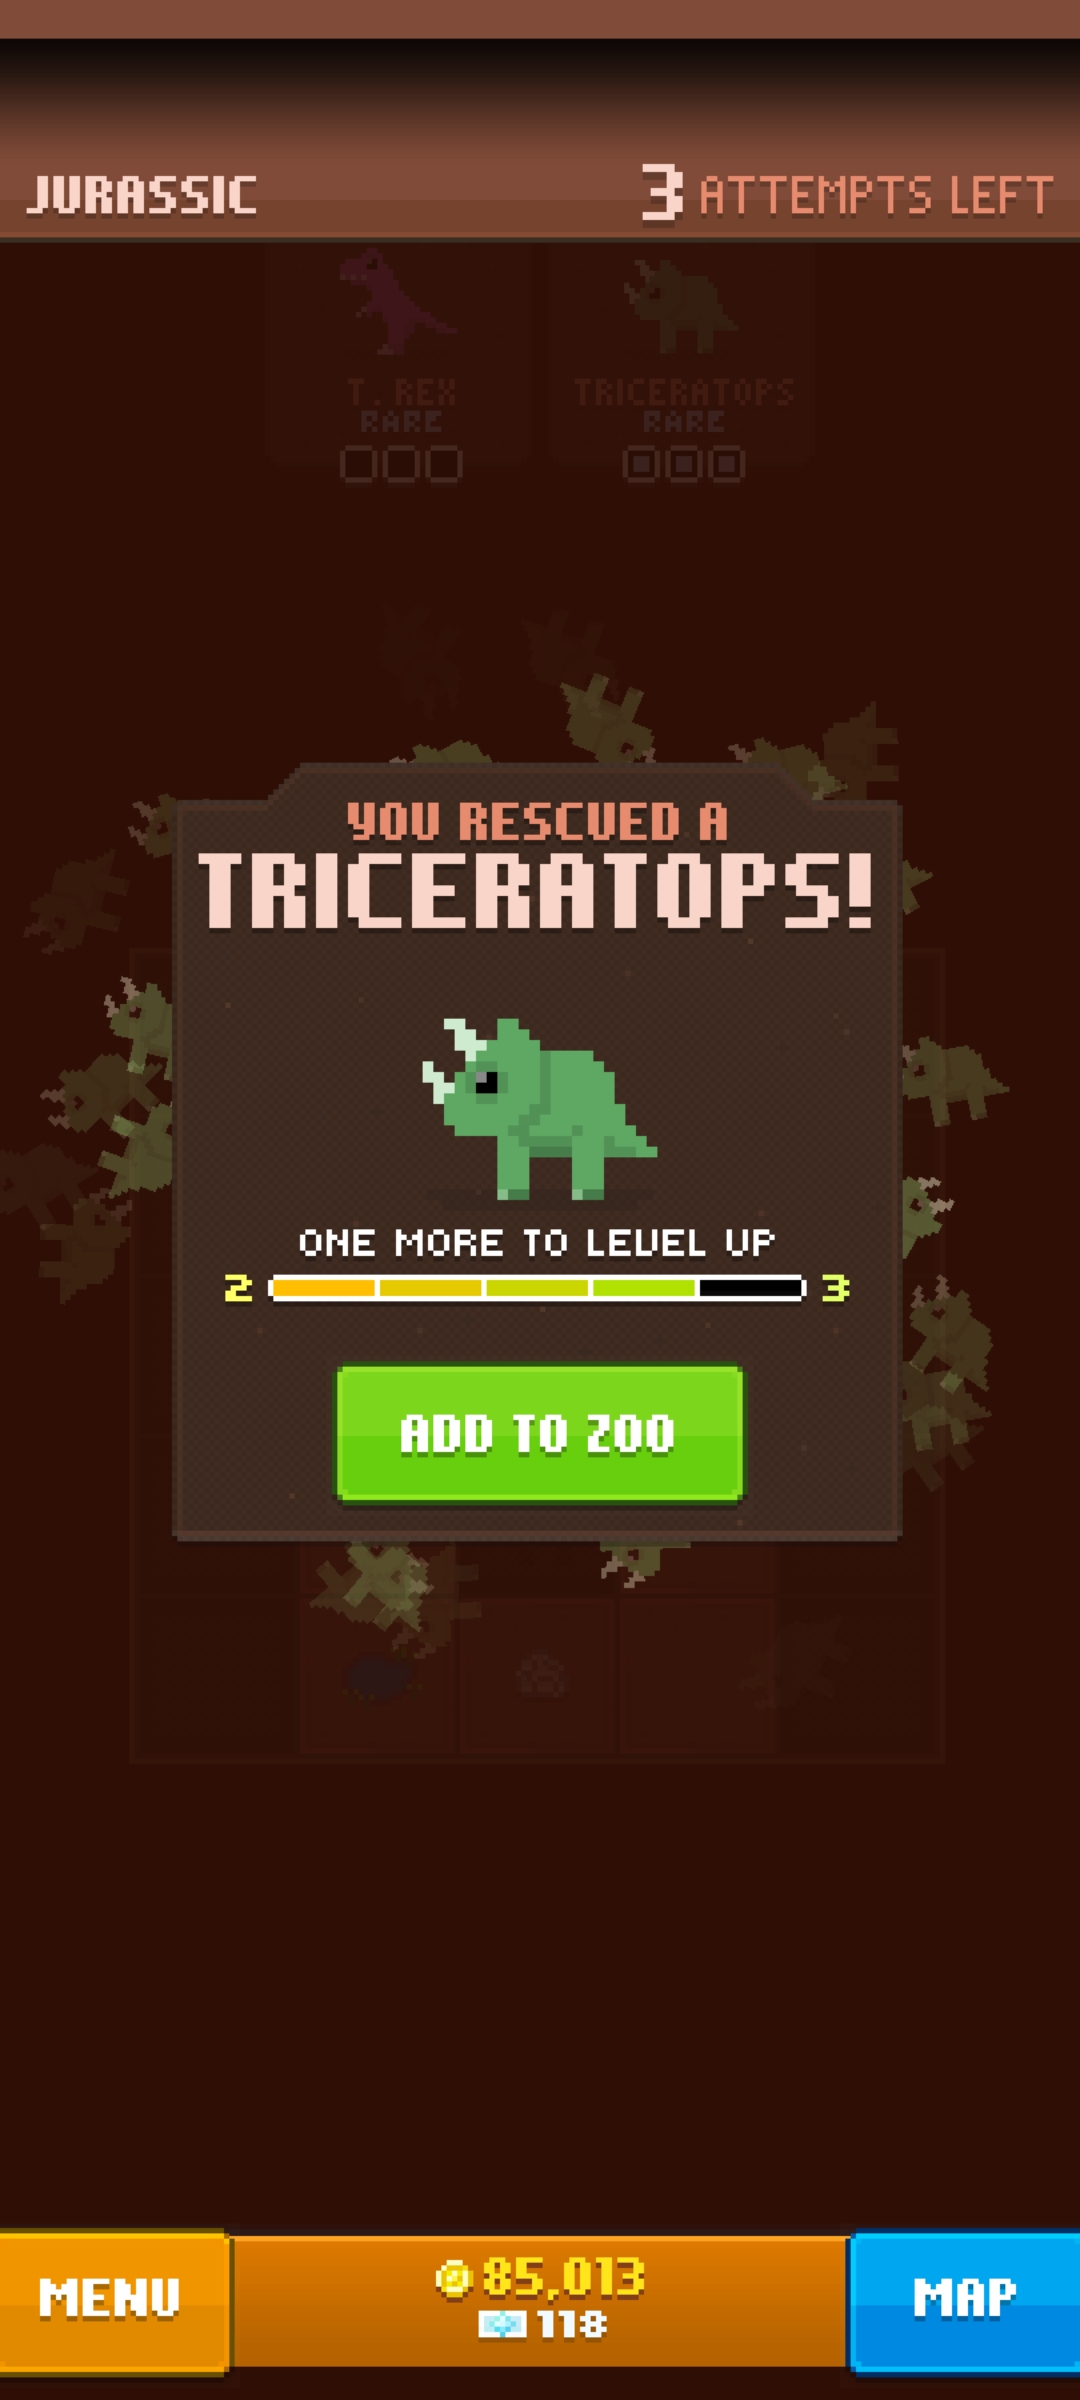 JURASSIC
3 ATTEMPTS LEFT
T. REX
RARE
TRICERATOPS
RARE
YOU RESCUED A
TRICERATOPS!
ONE MORE TO LEVEL UP
2
3
ADD TO ZOO
MENU
85,013
118
MAP